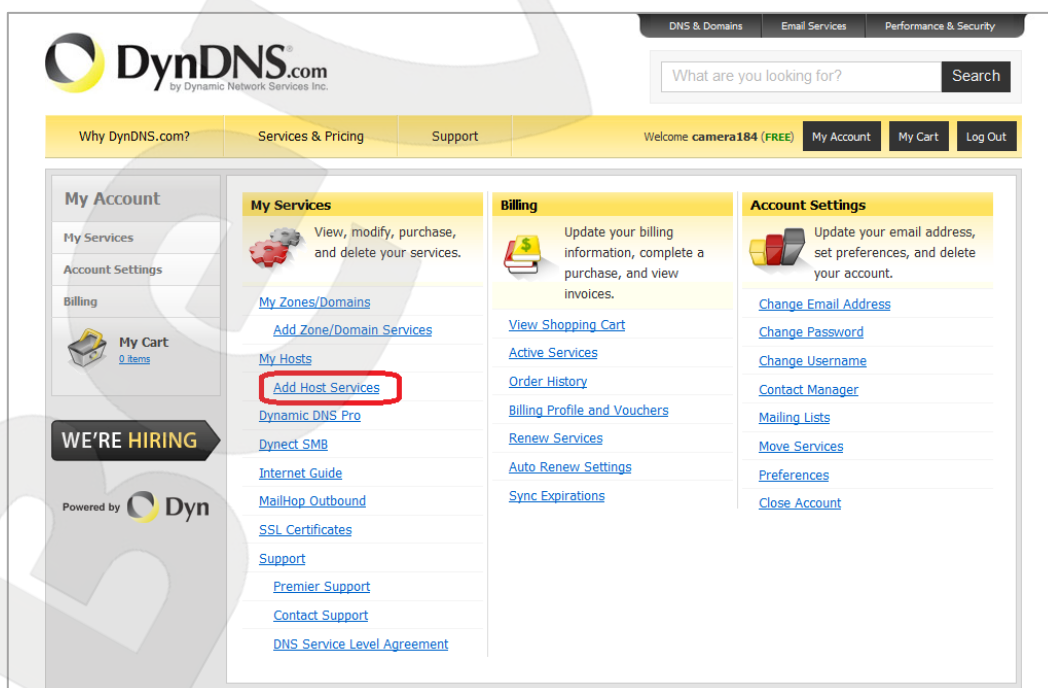 DNS & Domains Email Services Performance & Security
DynDNS.com
by Dynamic Network Services Inc.
What are you looking for? Search
Why DynDNS.com? Services & Pricing Support Welcome camera184 (FREE) My Account My Cart Log Out
My Account
My Services
Account Settings
Billing
My Cart
0 items
WE'RE HIRING
Powered by Dyn
My Services
View, modify, purchase,
and delete your services.
My Zones/Domains
Add Zone/Domain Services
My Hosts
Add Host Services
Dynamic DNS Pro
Dynect SMB
Internet Guide
MailHop Outbound
SSL Certificates
Support
Premier Support
Contact Support
DNS Service Level Agreement
Billing
Update your billing
information, complete a
purchase, and view
invoices.
View Shopping Cart
Active Services
Order History
Billing Profile and Vouchers
Renew Services
Auto Renew Settings
Sync Expirations
Account Settings
Update your email address,
set preferences, and delete
your account.
Change Email Address
Change Password
Change Username
Contact Manager
Mailing Lists
Move Services
Preferences
Close Account